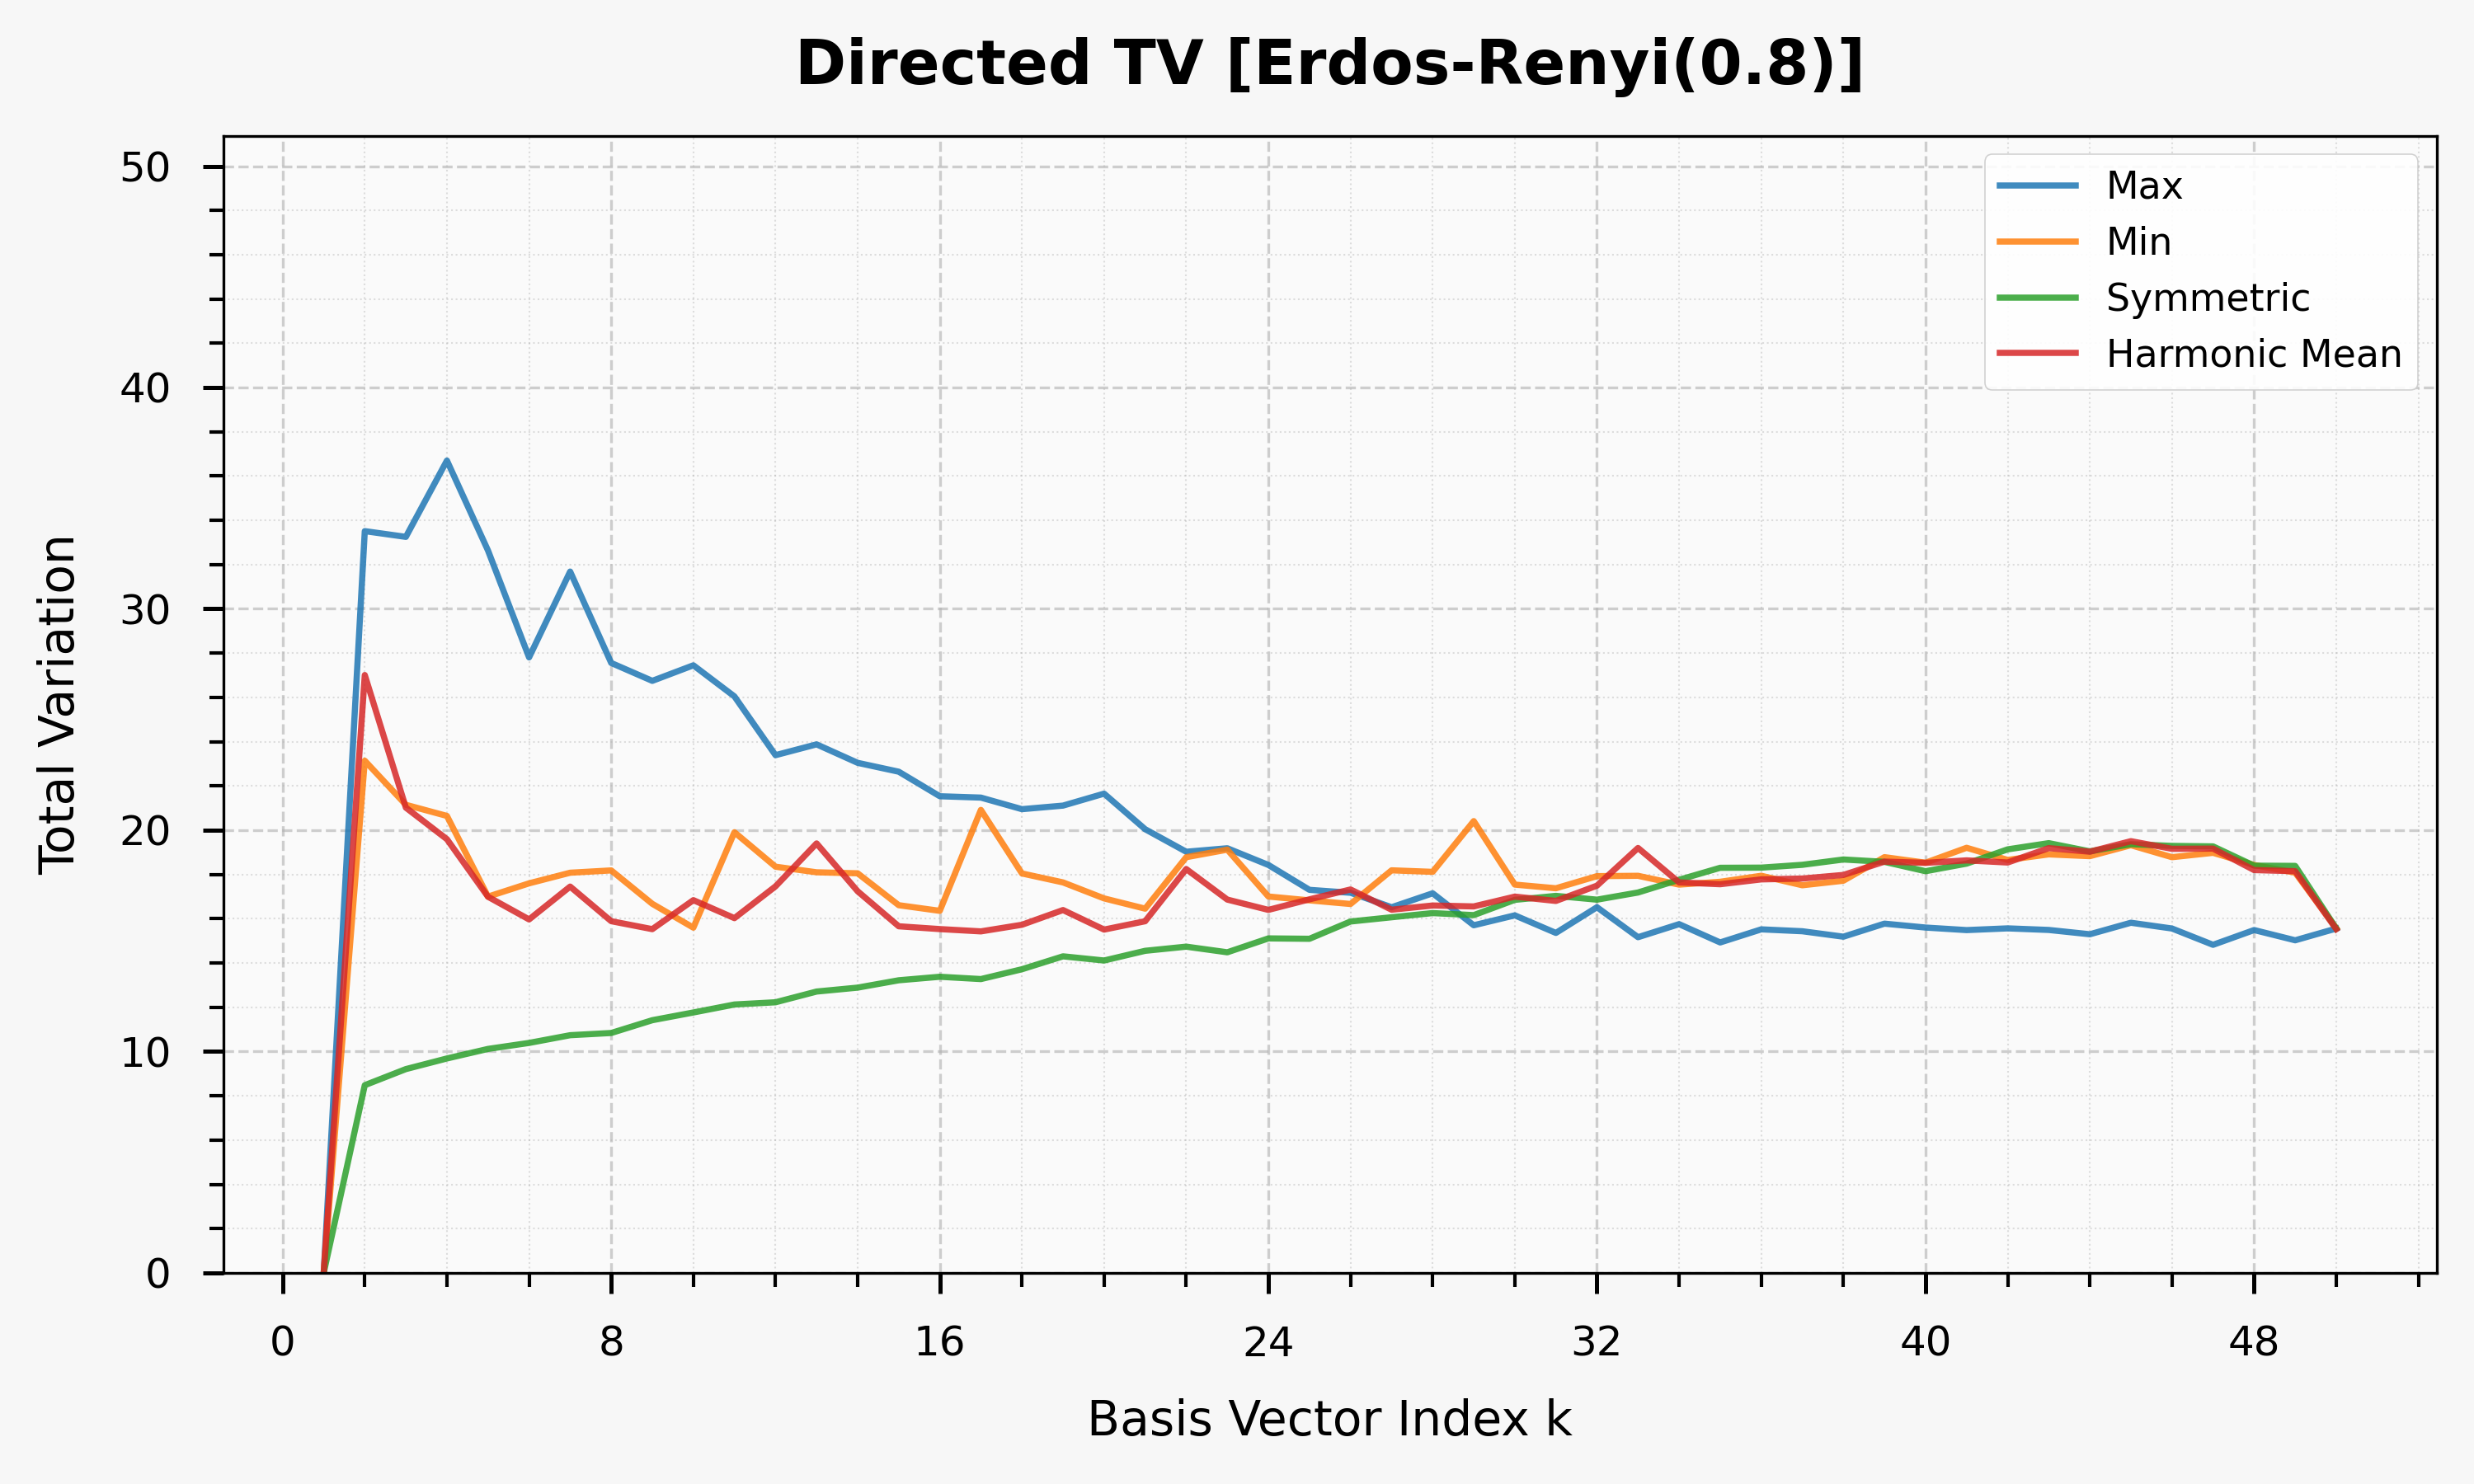 Directed TV [Erdos-Renyi(0.8)]
Total Variation
50
40
30
20
10
0
Max
Min
Symmetric
Harmonic Mean
0 8 16 24 32 40 48
Basis Vector Index k